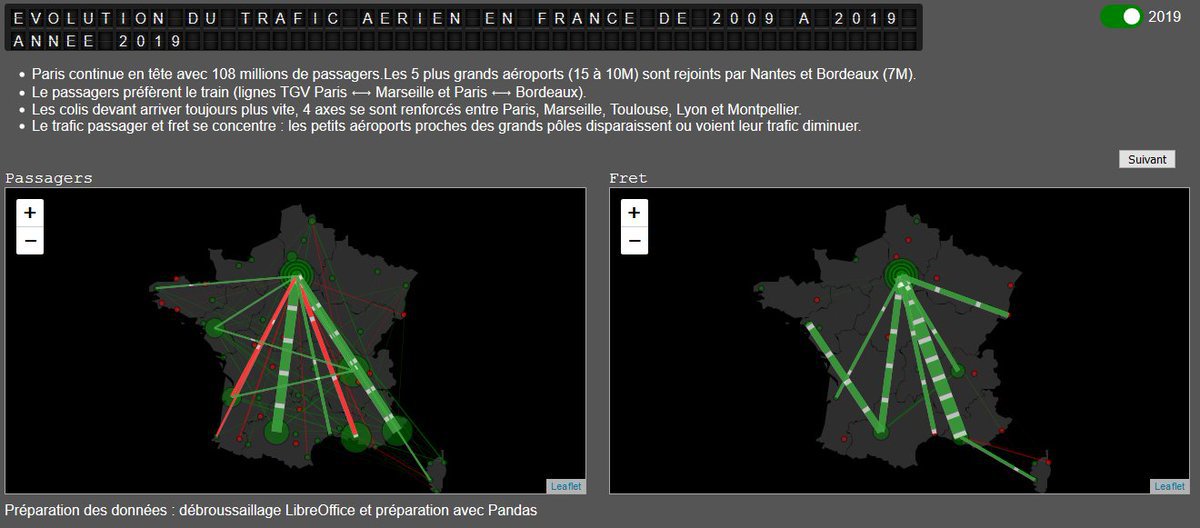 EVOLUTION DU TRAFIC AERIEN EN FRANCE DE 2009 A 2019
ANNEE 2019
2019
Paris continue en tête avec 108 millions de passagers.Les 5 plus grands aéroports (15 à 10M) sont rejoints par Nantes et Bordeaux (7M).
Le passagers préfèrent le train (lignes TGV Paris ⟷ Marseille et Paris ⟷ Bordeaux).
Les colis devant arriver toujours plus vite, 4 axes se sont renforcés entre Paris, Marseille, Toulouse, Lyon et Montpellier.
Le trafic passager et fret se concentre : les petits aéroports proches des grands pôles disparaissent ou voient leur trafic diminuer.
Suivant
Passagers
Fret
+
−
+
−
Leaflet
Leaflet
Préparation des données : débroussaillage LibreOffice et préparation avec Pandas